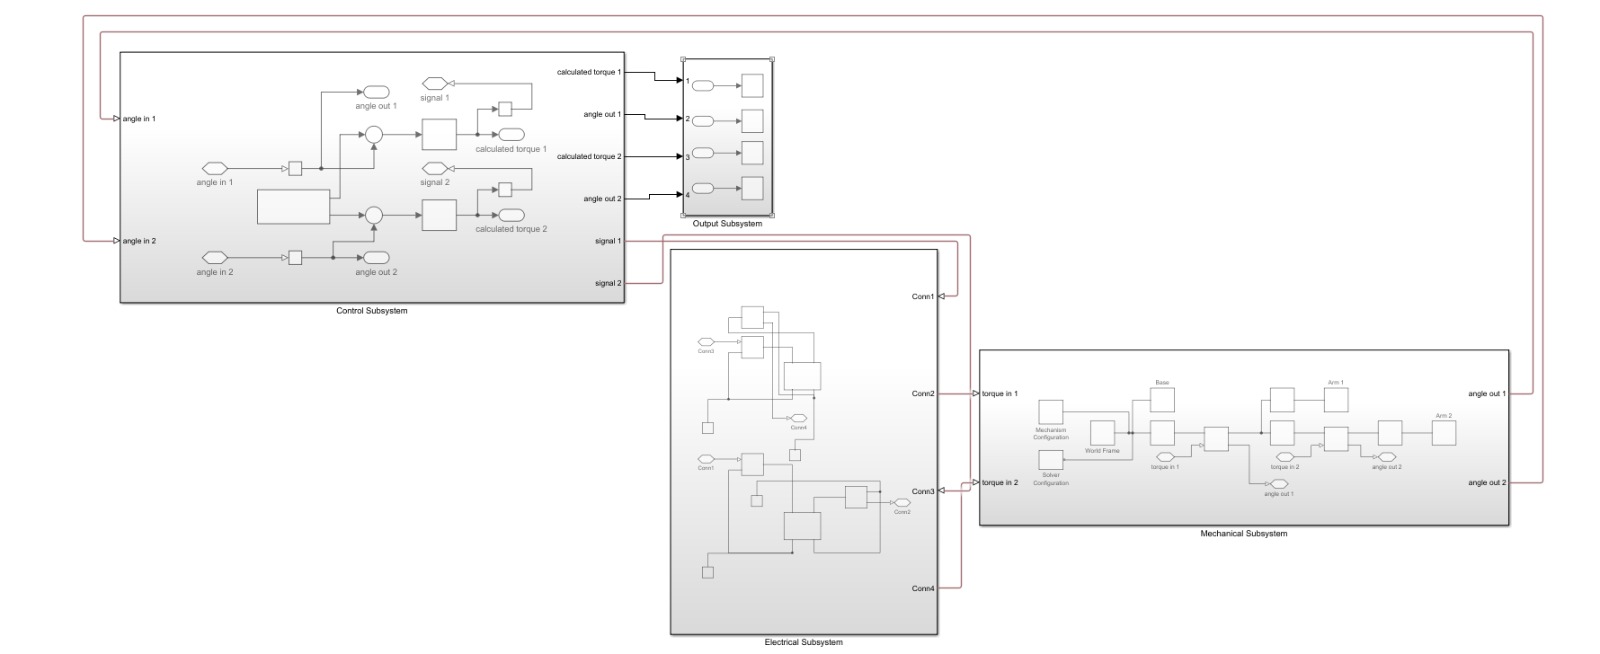 calculated torque 1
angle out 1
calculated torque 2
angle out 2
signal 1
signal 2
angle in 1
angle in 2
signal 1
angle out 1
calculated torque 1
angle in 1
signal 2
calculated torque 2
angle in 2
angle out 2
Control Subsystem
1
2
3
4
Output Subsystem
Conn1
Conn2
Conn3
Conn4
Conn3
Conn4
Conn1
Conn2
Electrical Subsystem
torque in 1
torque in 2
Mechanism
Configuration
World Frame
Solver
Configuration
Base
torque in 1
angle out 1
torque in 2
Arm 1
angle out 2
Arm 2
angle out 1
angle out 2
Mechanical Subsystem